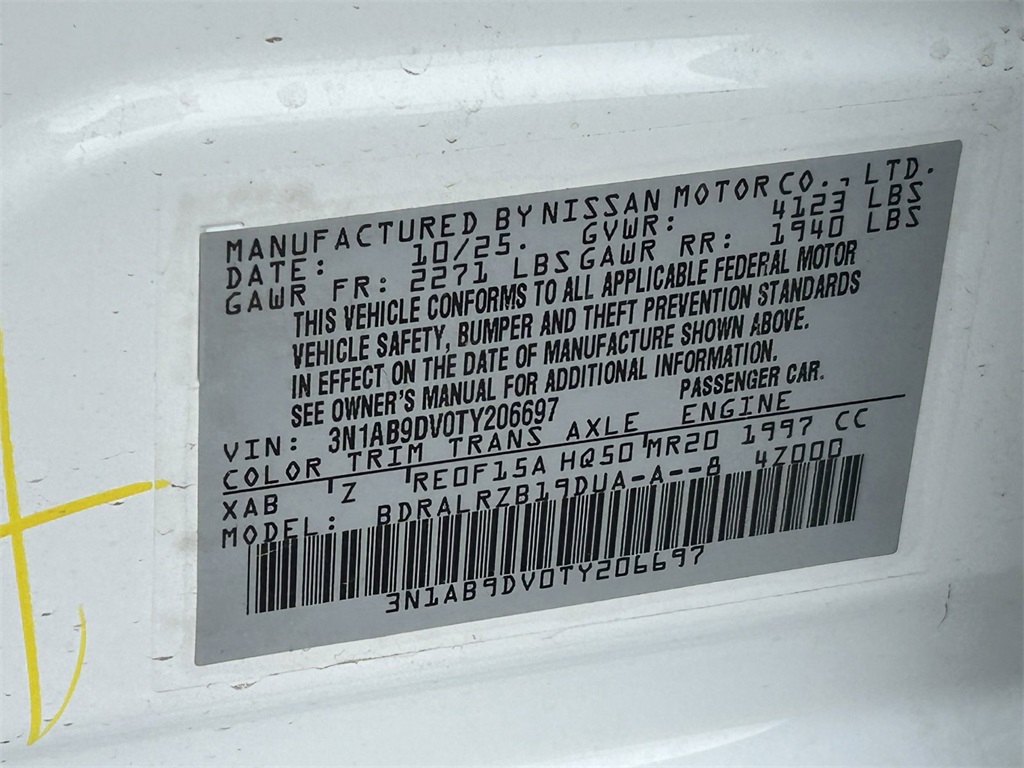 MANUFACTURED BY NISSAN MOTOR CO., LTD.
DATE: 10/25. GVWR: 4123 LBS
GAWR FR: 2271 LBS GAWR RR: 1940 LBS
THIS VEHICLE CONFORMS TO ALL APPLICABLE FEDERAL MOTOR
VEHICLE SAFETY, BUMPER AND THEFT PREVENTION STANDARDS
IN EFFECT ON THE DATE OF MANUFACTURE SHOWN ABOVE.
SEE OWNER'S MANUAL FOR ADDITIONAL INFORMATION.
VIN: 3N1AB9DV0TY206697 PASSENGER CAR.
COLOR TRIM TRANS AXLE ENGINE
XAB Z RE0F15A HQ50 MR20 1997 CC
MODEL: BDRALRZB19DUA-A--B 4Z000
3N1AB9DV0TY206697